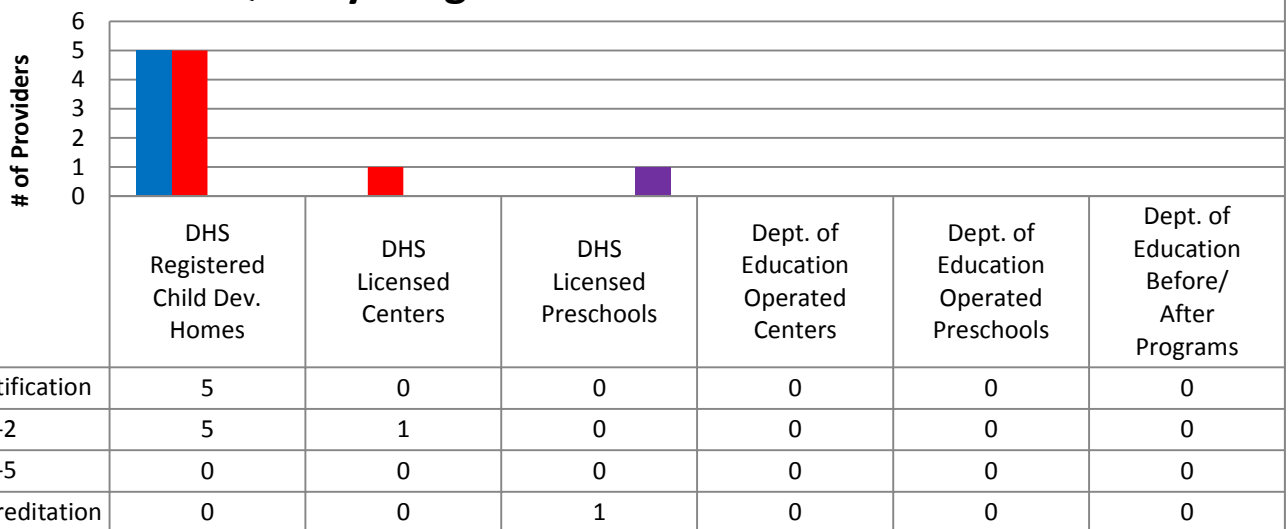 6
5
4
3
2
1
0
# of Providers
DHS Registered Child Dev. Homes
DHS Licensed Centers
DHS Licensed Preschools
Dept. of Education Operated Centers
Dept. of Education Operated Preschools
Dept. of Education Before/ After Programs
tification 5 0 0 0 0 0
-2 5 1 0 0 0 0
-5 0 0 0 0 0 0
reditation 0 0 1 0 0 0